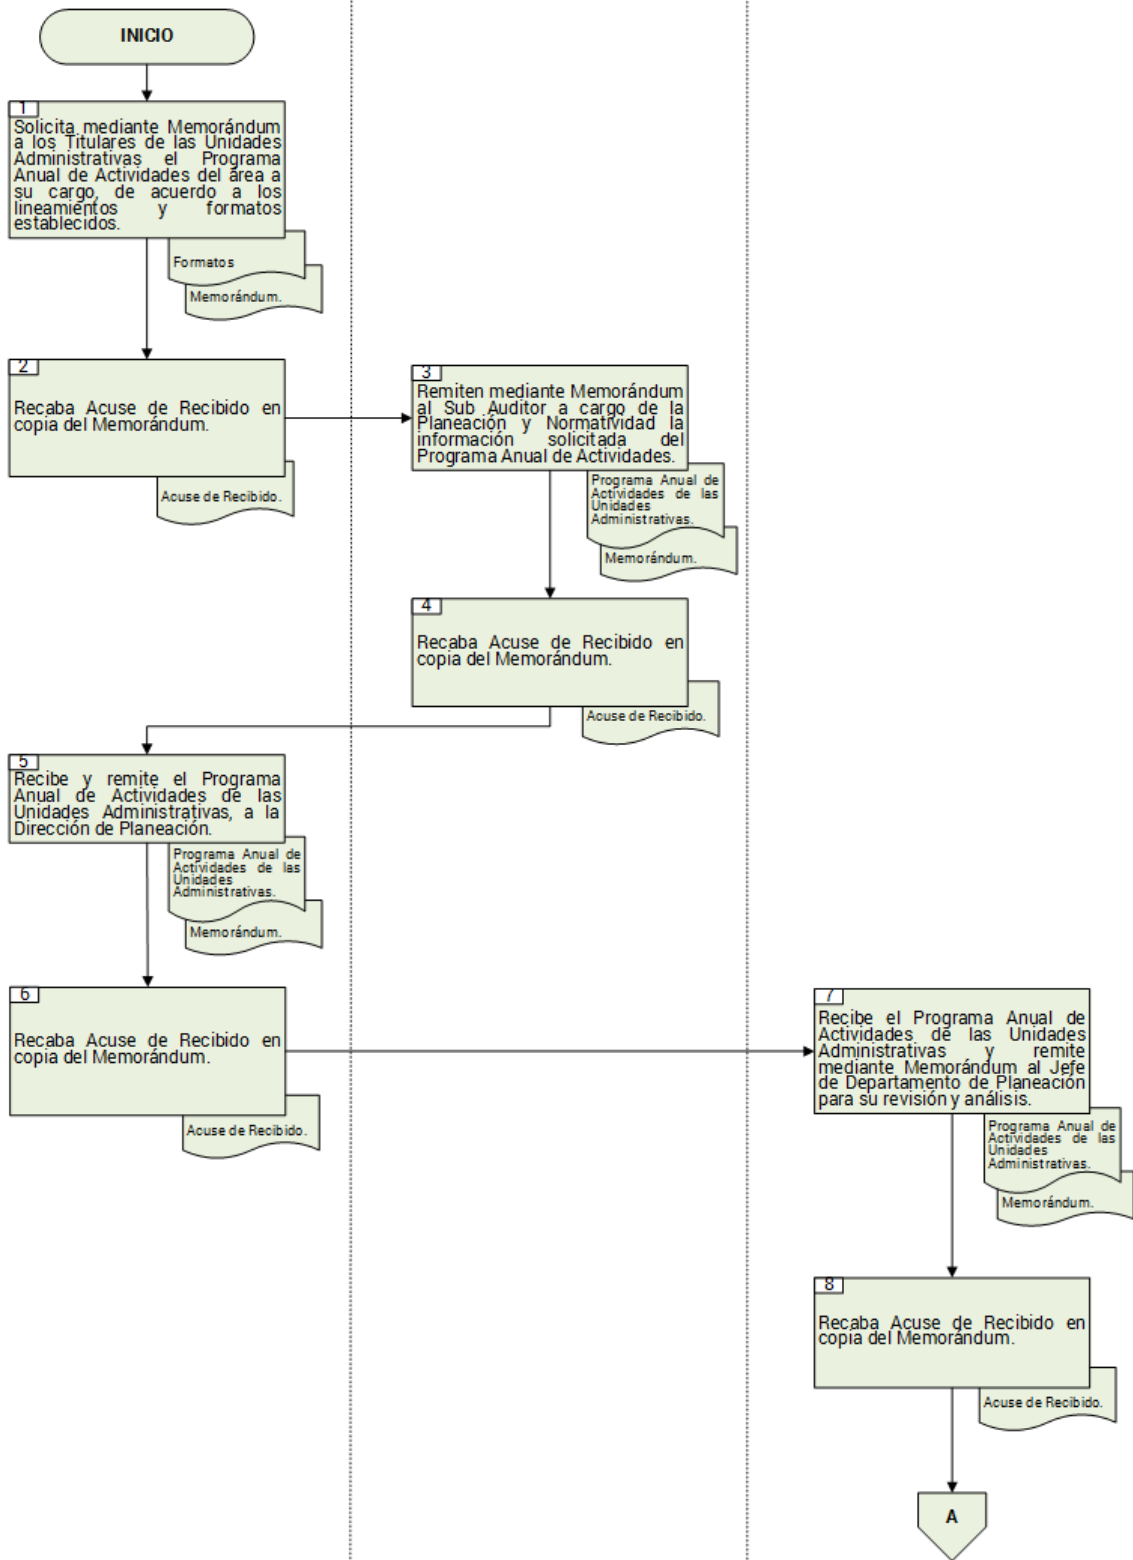 INICIO
1
Solicita mediante Memorándum
a los Titulares de las Unidades
Administrativas el Programa
Anual de Actividades del área a
su cargo, de acuerdo a los
lineamientos y formatos
establecidos.
Formatos
Memorándum.
2
Recaba Acuse de Recibido en
copia del Memorándum.
Acuse de Recibido.
3
Remiten mediante Memorándum
al Sub Auditor a cargo de la
Planeación y Normatividad la
información solicitada del
Programa Anual de Actividades.
Programa Anual de
Actividades de las
Unidades
Administrativas.
Memorándum.
4
Recaba Acuse de Recibido en
copia del Memorándum.
Acuse de Recibido.
5
Recibe y remite el Programa
Anual de Actividades de las
Unidades Administrativas, a la
Dirección de Planeación.
Programa Anual de
Actividades de las
Unidades
Administrativas.
Memorándum.
6
Recaba Acuse de Recibido en
copia del Memorándum.
Acuse de Recibido.
7
Recibe el Programa Anual de
Actividades de las Unidades
Administrativas y remite
mediante Memorándum al Jefe
de Departamento de Planeación
para su revisión y análisis.
Programa Anual de
Actividades de las
Unidades
Administrativas.
Memorándum.
8
Recaba Acuse de Recibido en
copia del Memorándum.
Acuse de Recibido.
A